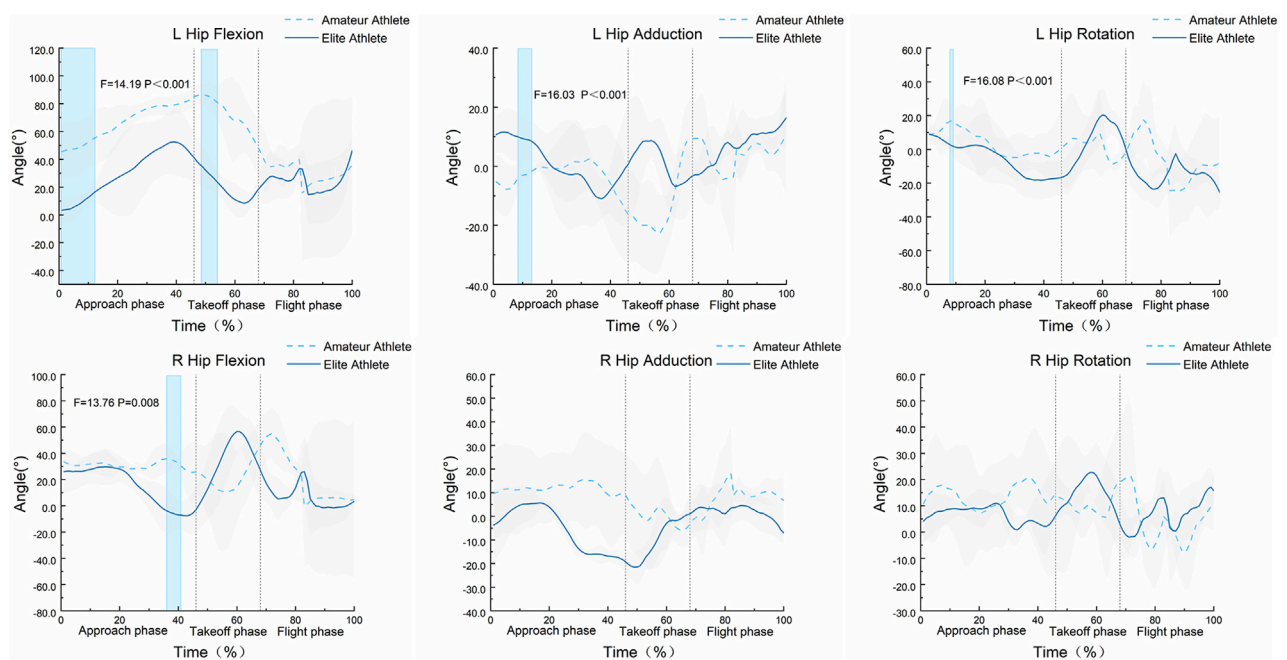 Amateur Athlete
L Hip Flexion
Elite Athlete
120.0
100.0
80.0
60.0
40.0
20.0
0.0
-20.0
-40.0
F=14.19 P<0.001
Angle(°)
0 20 40 60 80 100
Approach phase Takeoff phase Flight phase
Time（%）
Amateur Athlete
L Hip Adduction
Elite Athlete
40.0
20.0
0.0
-20.0
-40.0
F=16.03 P<0.001
Angle(°)
0 20 40 60 80 100
Approach phase Takeoff phase Flight phase
Time（%）
Amateur Athlete
L Hip Rotation
Elite Athlete
60.0
40.0
20.0
0.0
-20.0
-40.0
-60.0
-80.0
F=16.08 P<0.001
Angle(°)
0 20 40 60 80 100
Approach phase Takeoff phase Flight phase
Time（%）
Amateur Athlete
R Hip Flexion
Elite Athlete
100.0
80.0
60.0
40.0
20.0
0.0
-20.0
-40.0
-60.0
-80.0
F=13.76 P=0.008
Angle(°)
0 20 40 60 80 100
Approach phase Takeoff phase Flight phase
Time（%）
Amateur Athlete
R Hip Adduction
Elite Athlete
60.0
50.0
40.0
30.0
20.0
10.0
0.0
-10.0
-20.0
-30.0
-40.0
Angle(°)
0 20 40 60 80 100
Approach phase Takeoff phase Flight phase
Time（%）
Amateur Athlete
R Hip Rotation
Elite Athlete
60.0
50.0
40.0
30.0
20.0
10.0
0.0
-10.0
-20.0
-30.0
Angle(°)
0 20 40 60 80 100
Approach phase Takeoff phase Flight phase
Time（%）